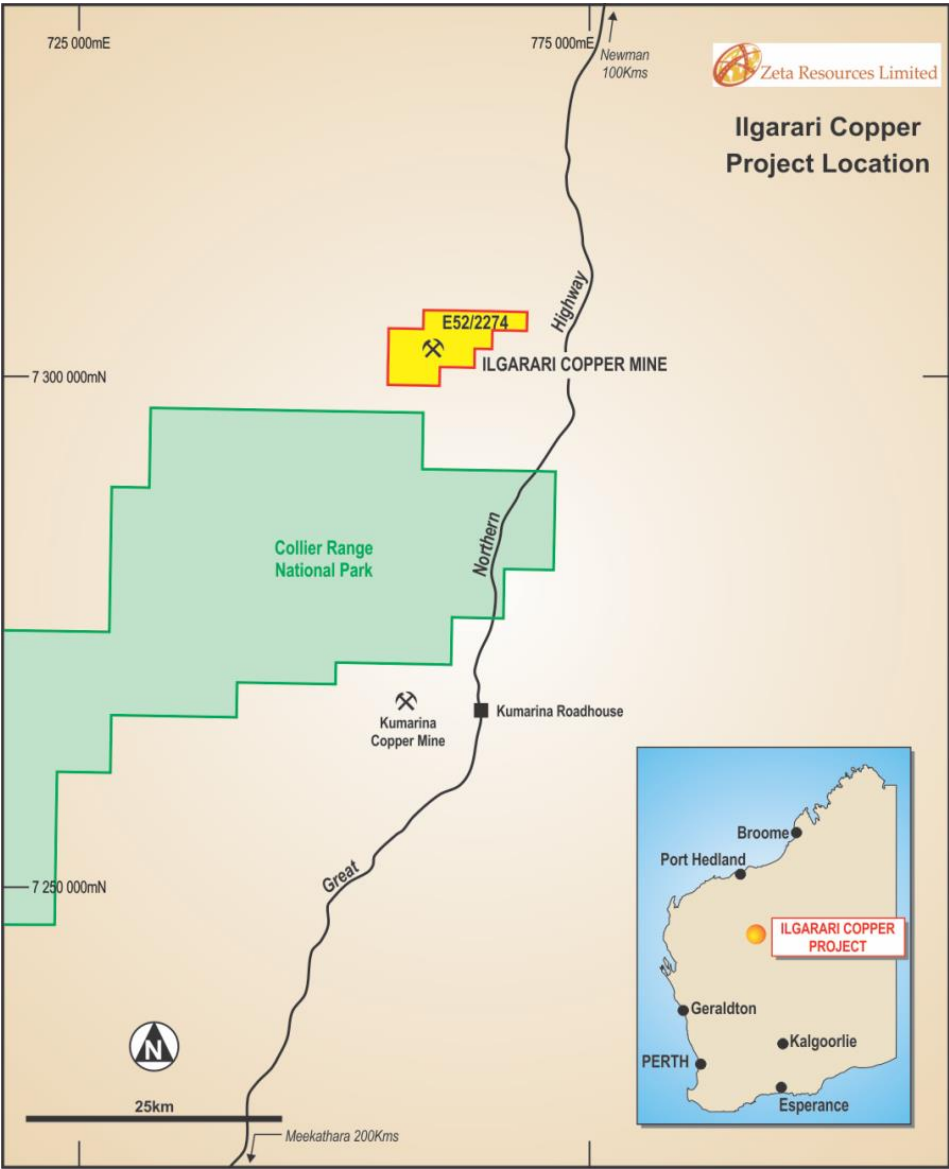 725 000mE
775 000mE
Newman
100Kms
Zeta Resources Limited
Ilgarari Copper
Project Location
Highway
E52/2274
ILGARARI COPPER MINE
7 300 000mN
Northern
Collier Range
National Park
Kumarina
Copper Mine
Kumarina Roadhouse
Great
7 250 000mN
Broome
Port Hedland
ILGARARI COPPER
PROJECT
Geraldton
Kalgoorlie
PERTH
Esperance
N
25km
Meekathara 200Kms